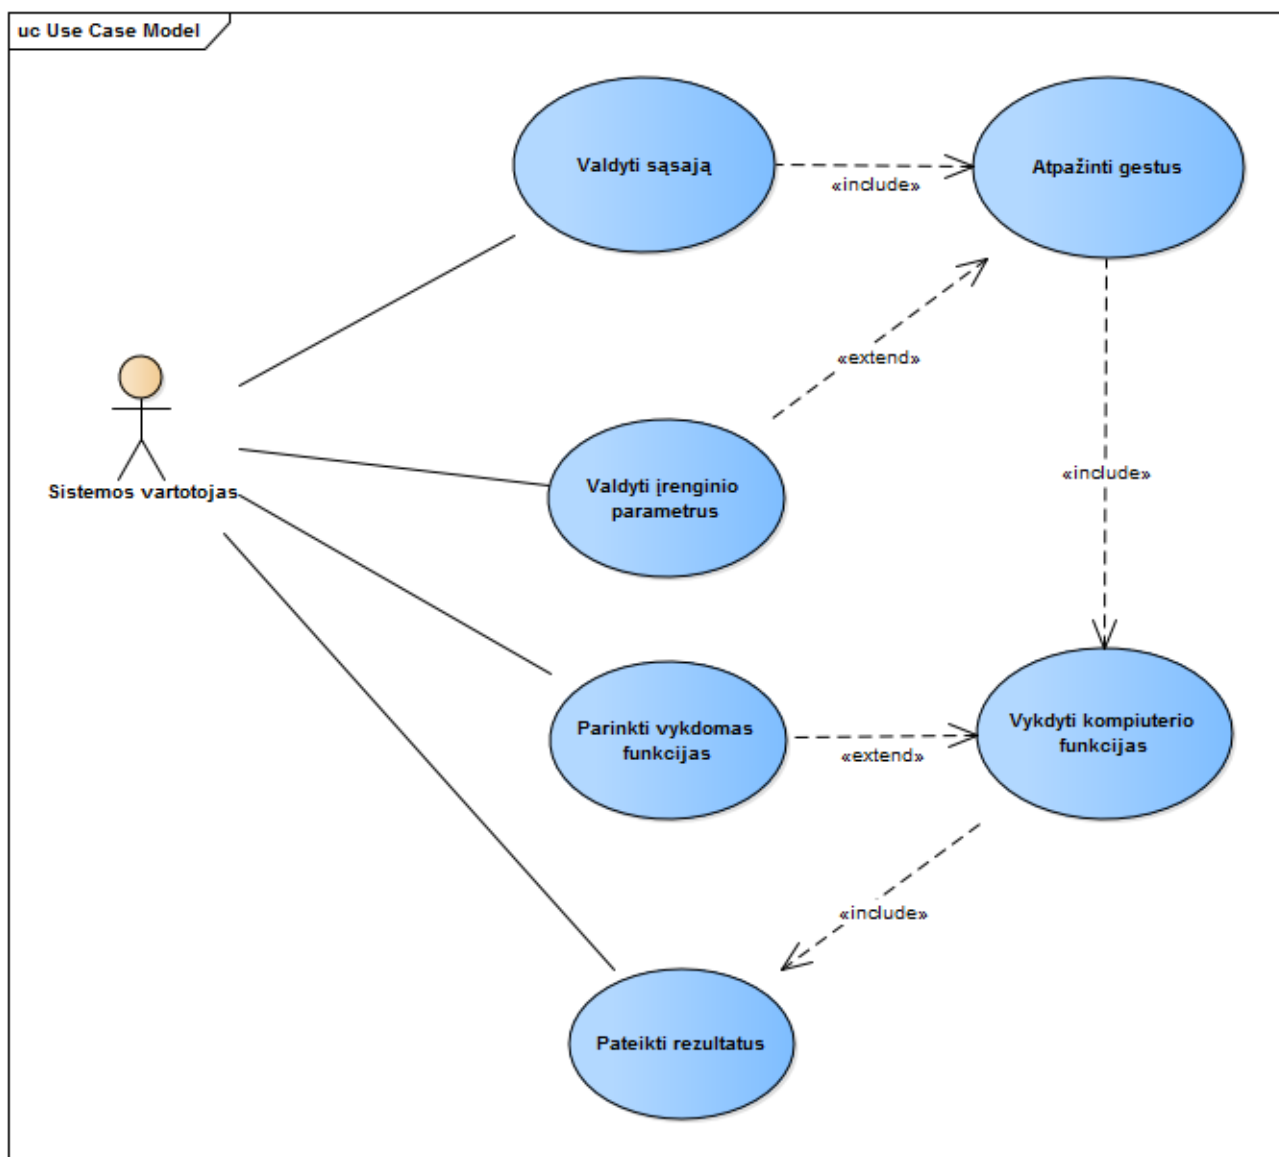 uc Use Case Model
Valdyti sąsają
«include»
Atpažinti gestus
«extend»
Sistemos vartotojas
Valdyti įrenginio
parametrus
«include»
Parinkti vykdomas
funkcijas
«extend»
Vykdyti kompiuterio
funkcijas
«include»
Pateikti rezultatus